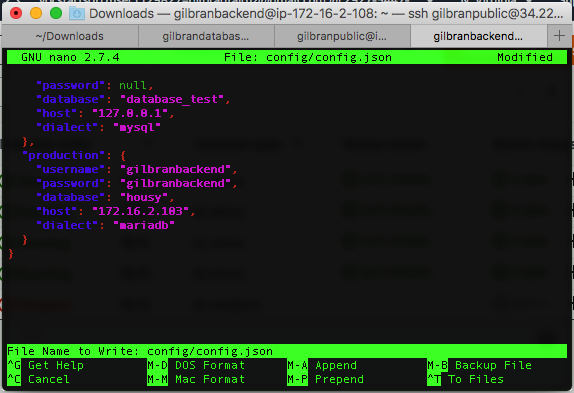 Downloads — gilbranbackend@ip-172-16-2-108: ~ — ssh gilbranpublic@34.22...
~/Downloads gilbrandatabas... gilbranpublic@i... gilbranbackend...
GNU nano 2.7.4 File: config/config.json Modified
"password": null,
"database": "database_test",
"host": "127.0.0.1",
"dialect": "mysql"
},
"production": {
"username": "gilbranbackend",
"password": "gilbranbackend",
"database": "housy",
"host": "172.16.2.103",
"dialect": "mariadb"
}
}
File Name to Write: config/config.json
^G Get Help M-D DOS Format M-A Append M-B Backup File
^C Cancel M-M Mac Format M-P Prepend ^T To Files